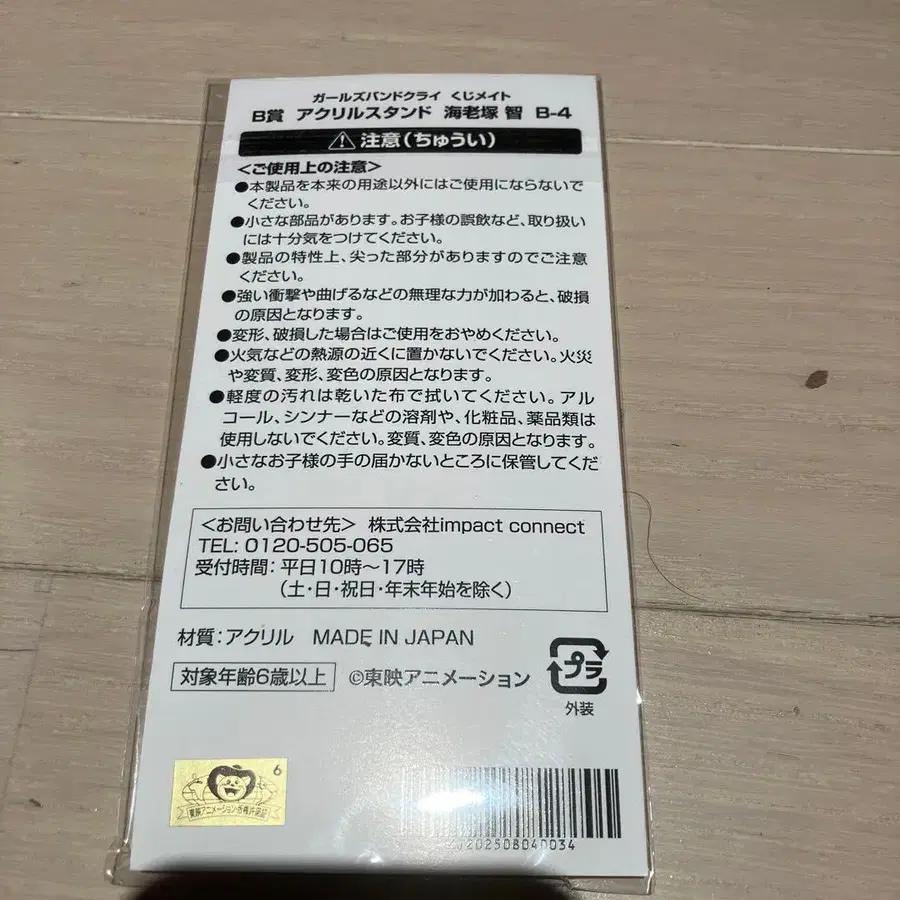 ガールズバンドクライ くじメイト
B賞 アクリルスタンド 海老塚 智 B-4
注意(ちゅうい)
<ご使用上の注意>
●本製品を本来の用途以外にはご使用にならないで
ください。
●小さな部品があります。お子様の誤飲など、取り扱い
には十分気をつけてください。
●製品の特性上、尖った部分がありますのでご注意
ください。
●強い衝撃や曲げるなどの無理な力が加わると、破損
の原因となります。
●変形、破損した場合はご使用をおやめください。
●火気などの熱源の近くに置かないでください。火災
や変質、変形、変色の原因となります。
●軽度の汚れは乾いた布で拭いてください。アル
コール、シンナーなどの溶剤や、化粧品、薬品類は
使用しないでください。変質、変色の原因となります。
●小さなお子様の手の届かないところに保管してくだ
さい。
<お問い合わせ先> 株式会社impact connect
TEL: 0120-505-065
受付時間:平日10時～17時
(土・日・祝日・年末年始を除く)
材質:アクリル MADE IN JAPAN
対象年齢6歳以上 ©東映アニメーション
プラ
外装
6
東映アニメーション
202508040034